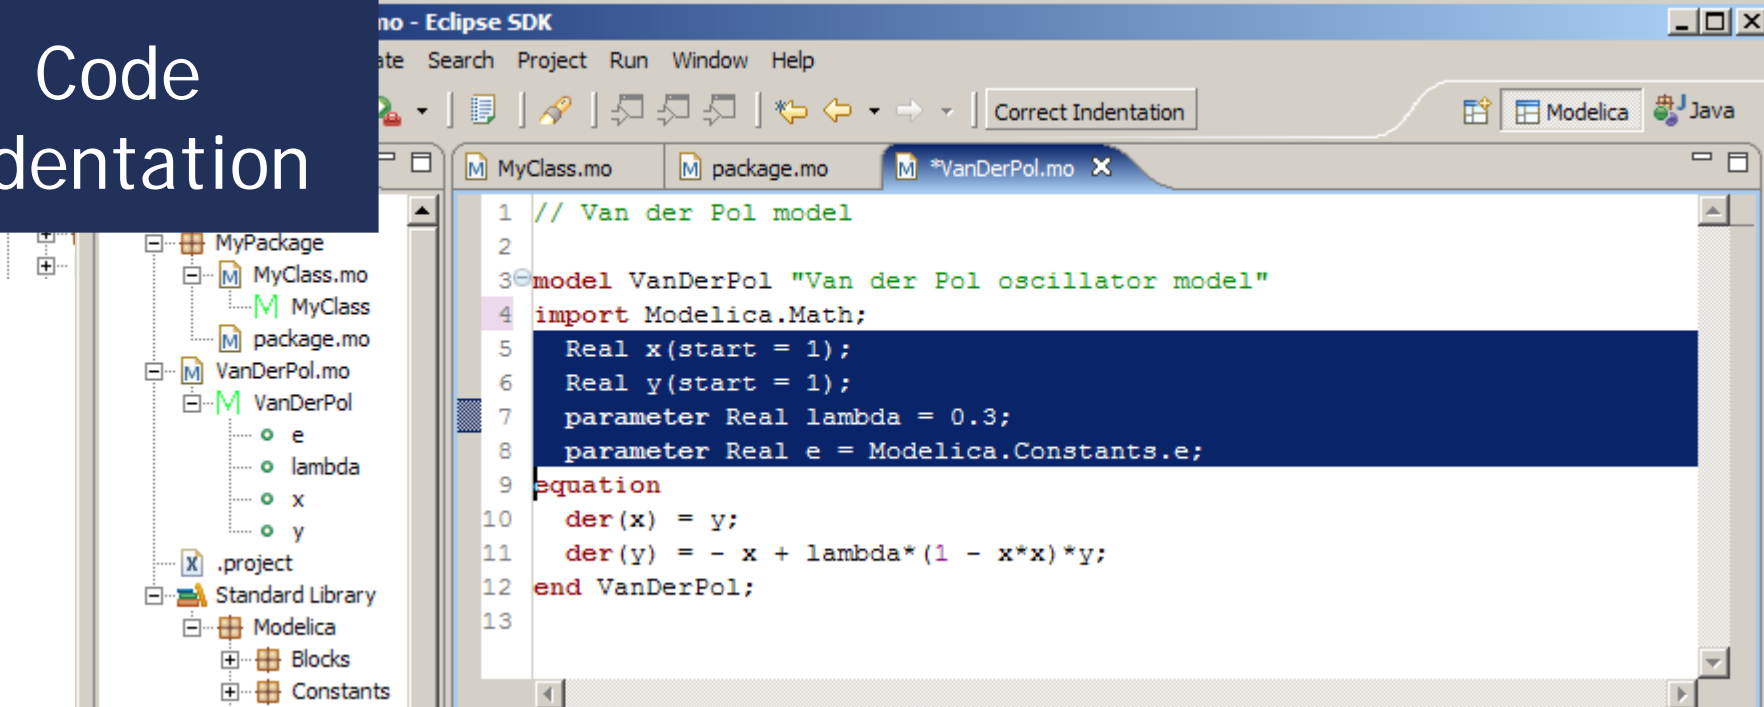 Code
dentation
mo - Eclipse SDK
ate Search Project Run Window Help
Correct Indentation
Modelica
Java
MyClass.mo
package.mo
*VanDerPol.mo
MyPackage
MyClass.mo
MyClass
package.mo
VanDerPol.mo
VanDerPol
e
lambda
x
y
.project
Standard Library
Modelica
Blocks
Constants
1 // Van der Pol model
2
3 model VanDerPol "Van der Pol oscillator model"
4 import Modelica.Math;
5 Real x(start = 1);
6 Real y(start = 1);
7 parameter Real lambda = 0.3;
8 parameter Real e = Modelica.Constants.e;
9 equation
10 der(x) = y;
11 der(y) = - x + lambda*(1 - x*x)*y;
12 end VanDerPol;
13